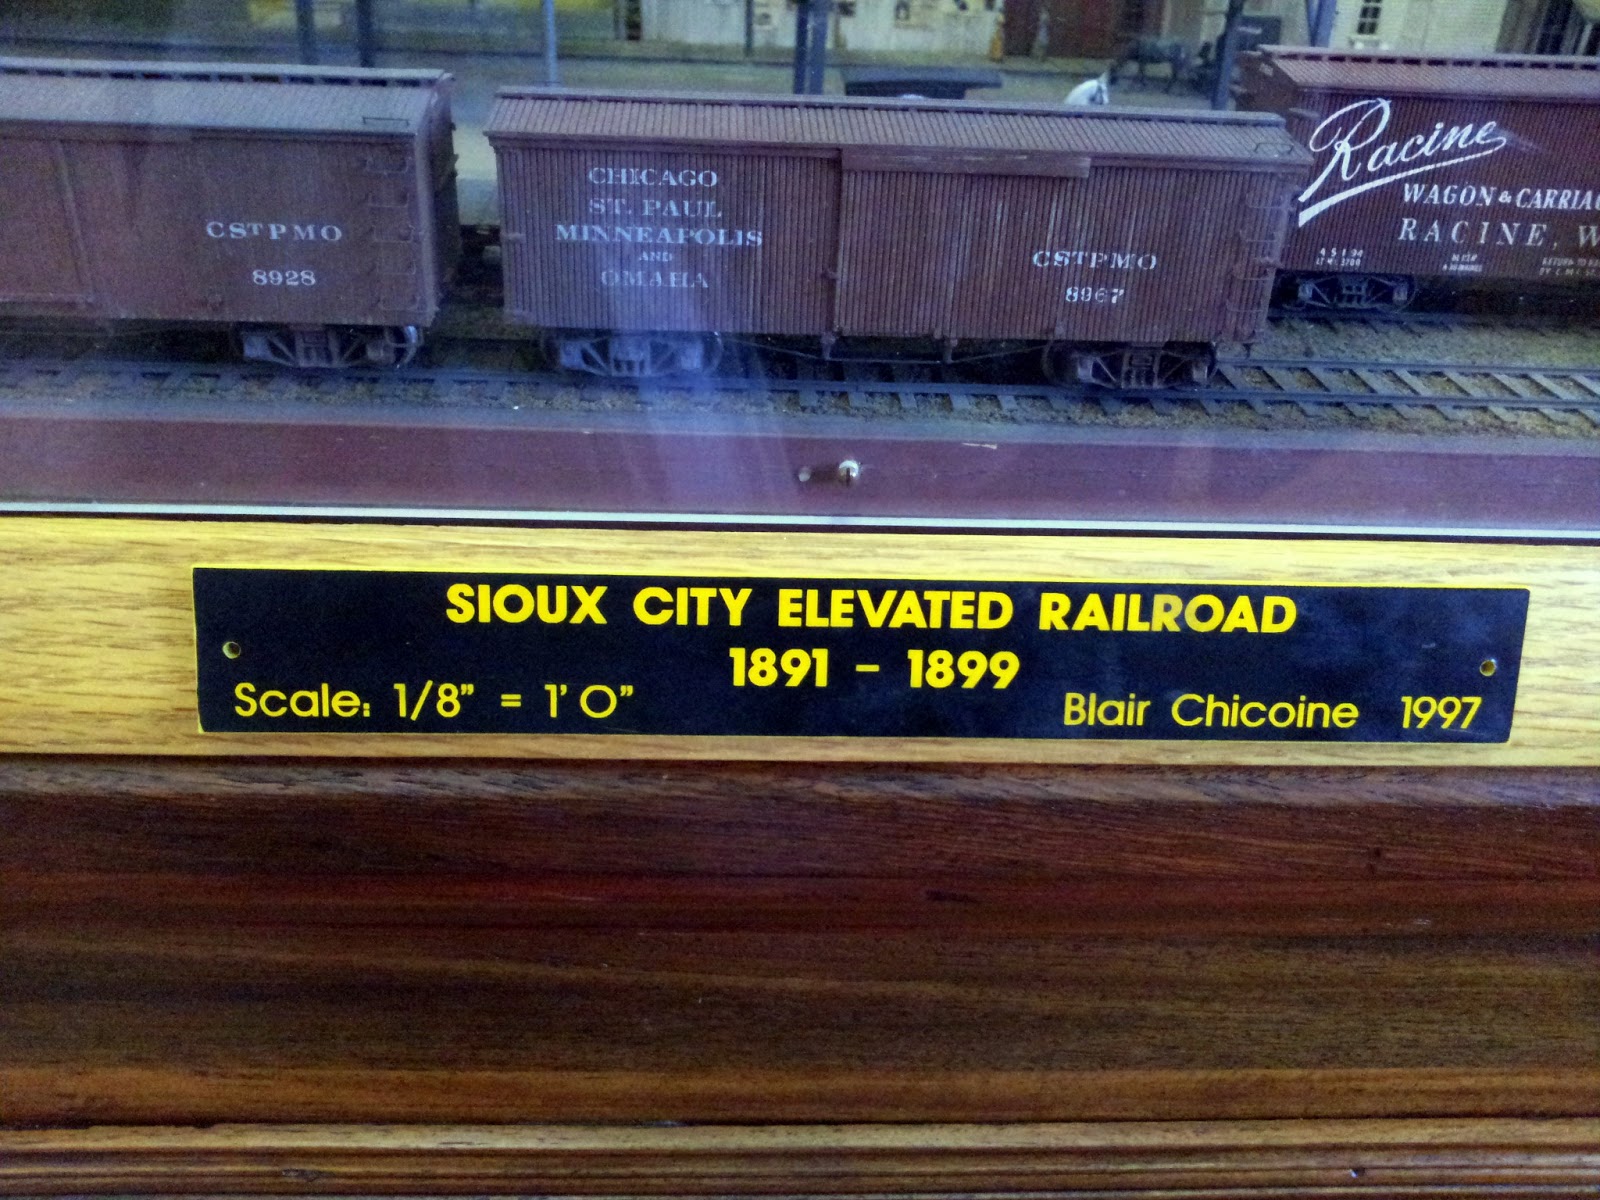 CSTPMO
8928
CHICAGO
ST. PAUL
MINNEAPOLIS
AND
OMAHA
CSTPMO
8967
Racine
WAGON & CARRIAG
RACINE, W
SIOUX CITY ELEVATED RAILROAD
1891 - 1899
Scale: 1/8" = 1' 0"
Blair Chicoine 1997